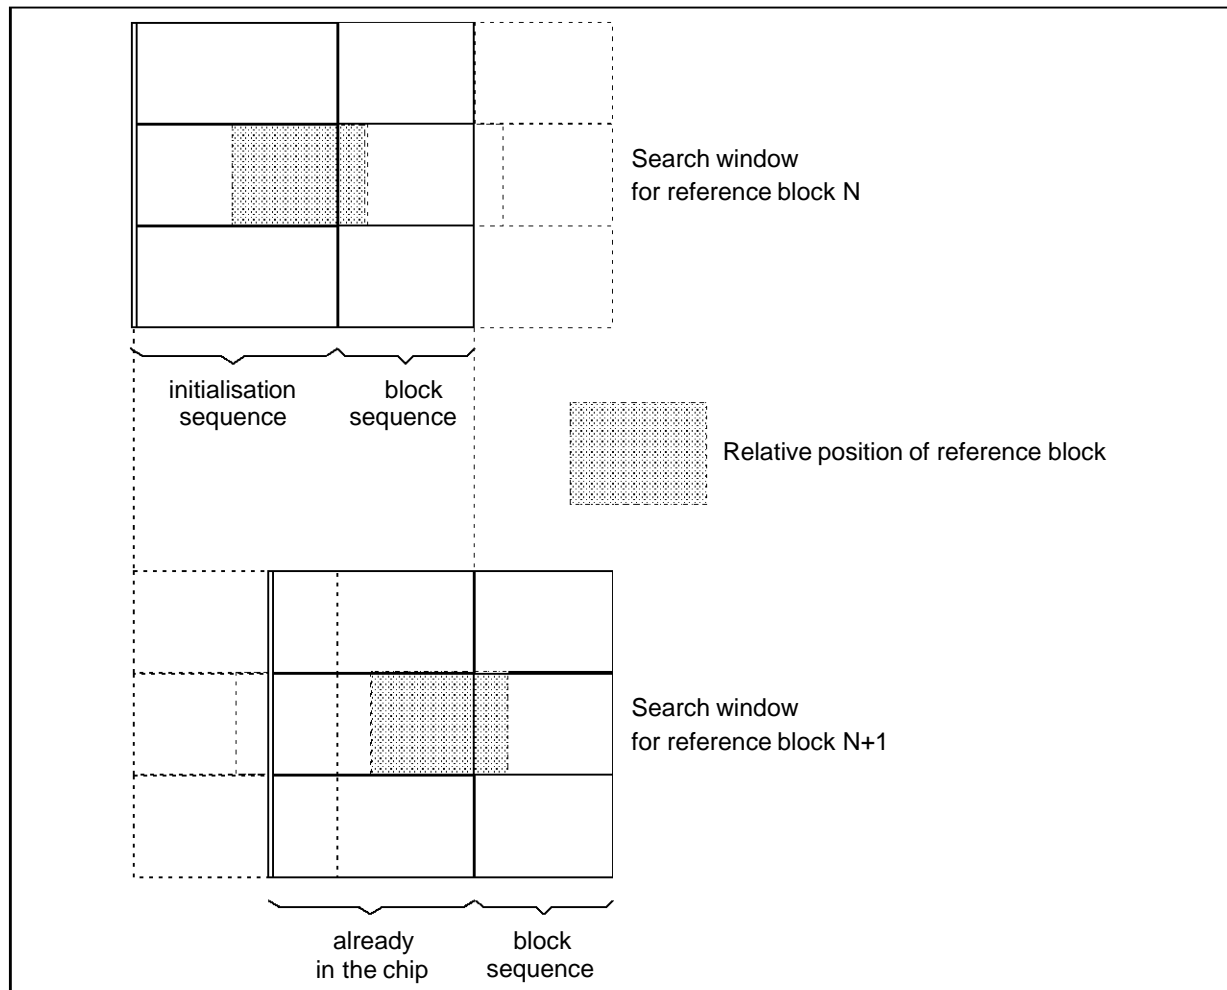 Search window
for reference block N
initialisation
sequence
block
sequence
Relative position of reference block
Search window
for reference block N+1
already
in the chip
block
sequence